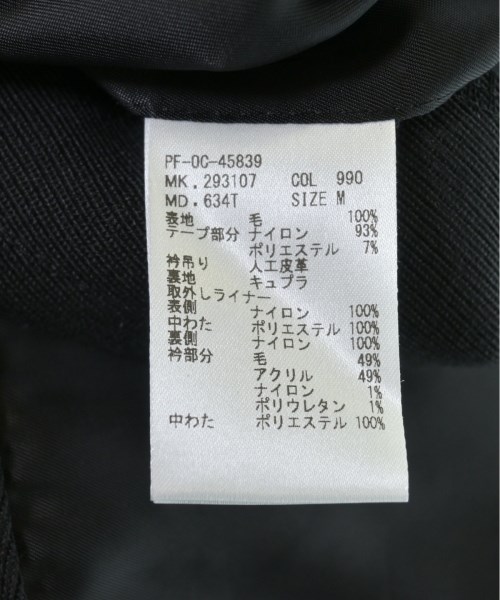 PF-OC-45839
MK.293107 COL 990
MD.634T SIZE M
表地 毛 100%
テープ部分 ナイロン 93%
ポリエステル 7%
衿吊り 人工皮革
裏地 キュプラ
取外しライナー
表側 ナイロン 100%
中わた ポリエステル 100%
裏側 ナイロン 100%
衿部分 毛 49%
アクリル 49%
ナイロン 1%
ポリウレタン 1%
中わた ポリエステル 100%